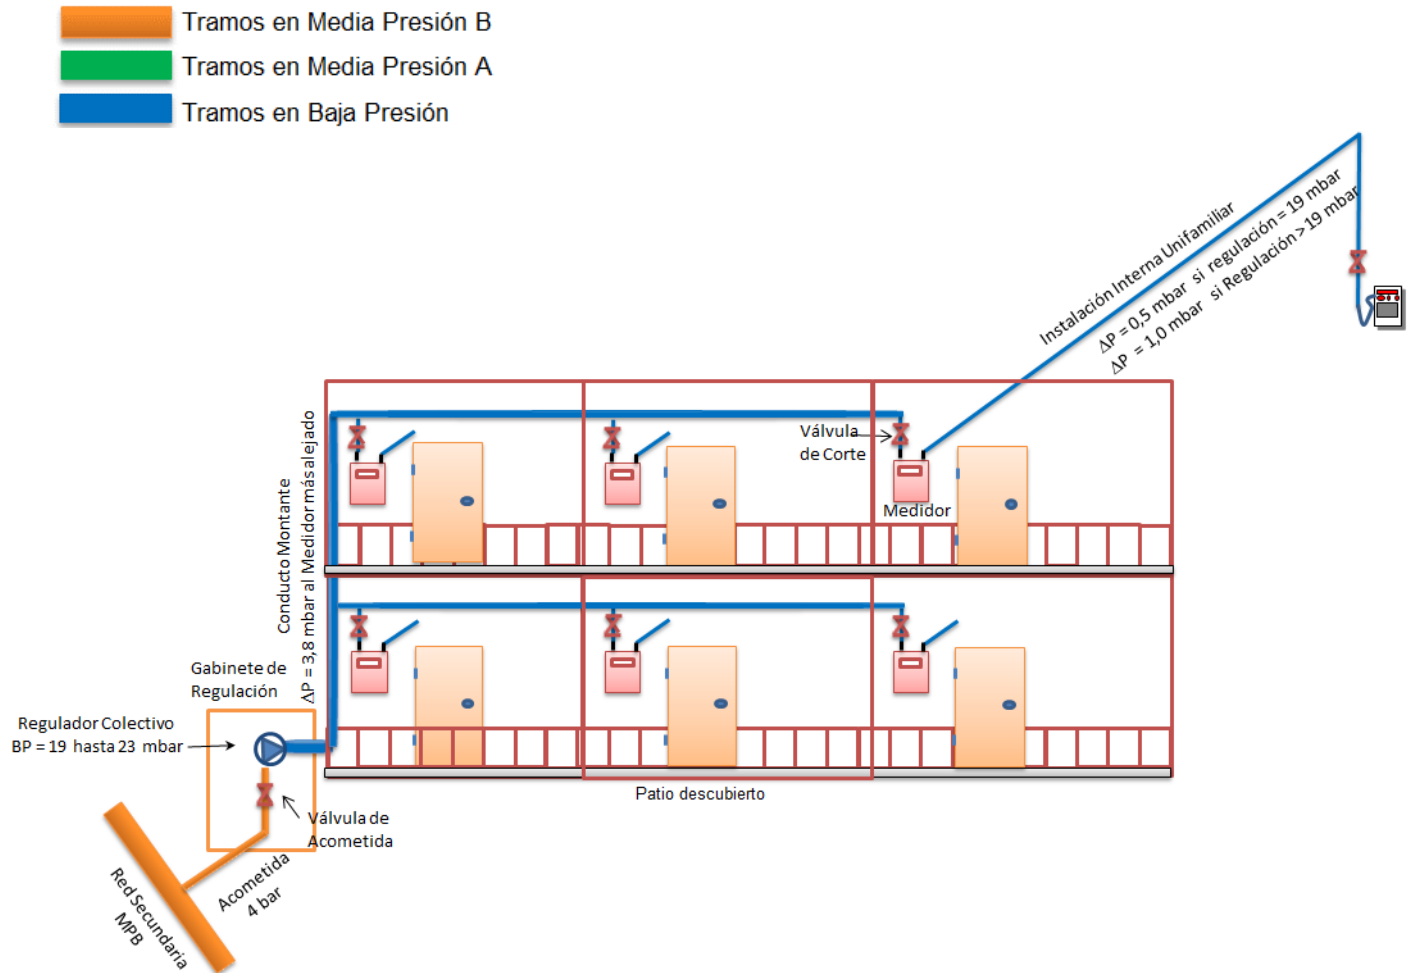 Tramos en Media Presión B
Tramos en Media Presión A
Tramos en Baja Presión
Instalación Interna Unifamiliar
ΔP = 0,5 mbar si regulación = 19 mbar
ΔP = 1,0 mbar si Regulación > 19 mbar
Válvula
de Corte
Medidor
Conducto Montante
ΔP = 3,8 mbar al Medidor másalejado
Gabinete de
Regulación
Regulador Colectivo
BP = 19 hasta 23 mbar
Patio descubierto
Válvula de
Acometida
Acometida
4 bar
Red Secundaria
MPB